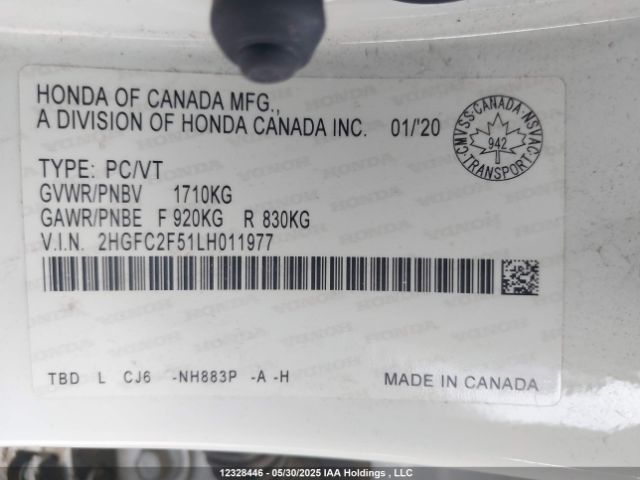 HONDA OF CANADA MFG.,
A DIVISION OF HONDA CANADA INC. 01/'20
CMVSS-CANADA-NSVAC
942
TRANSPORT
TYPE: PC/VT
GVWR/PNBV 1710KG
GAWR/PNBE F 920KG R 830KG
V.I.N. 2HGFC2F51LH011977
TBD L CJ6 -NH883P -A -H
MADE IN CANADA
12328446 - 05/30/2025 IAA Holdings , LLC